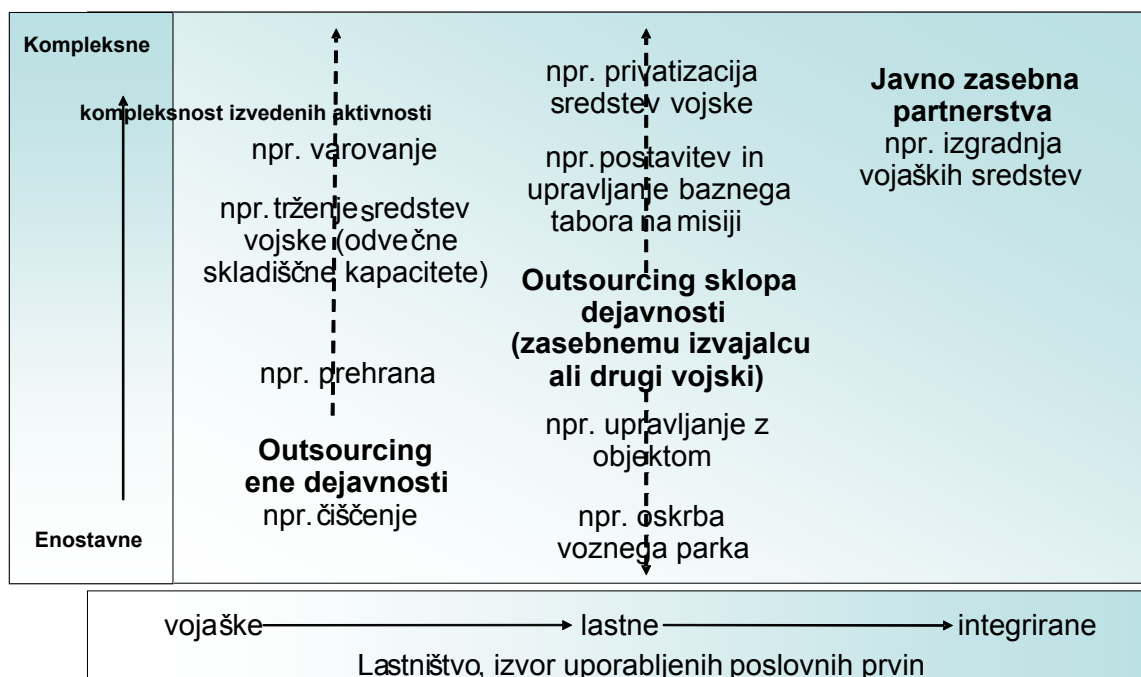 Kompleksne
kompleksnost izvedenih aktivnosti
Enostavne
npr. varovanje
npr. trženje sredstev
vojske (odvečne
skladiščne kapacitete)
npr. prehrana
Outsourcing
ene dejavnosti
npr. čiščenje
npr. privatizacija
sredstev vojske
npr. postavitev in
upravljanje baznega
tabora na misiji
Outsourcing sklopa
dejavnosti
(zasebnemu izvajalcu
ali drugi vojski)
npr. upravljanje z
objektom
npr. oskrba
voznega parka
Javno zasebna
partnerstva
npr. izgradnja
vojaških sredstev
vojaške lastne integrirane
Lastništvo, izvor uporabljenih poslovnih prvin